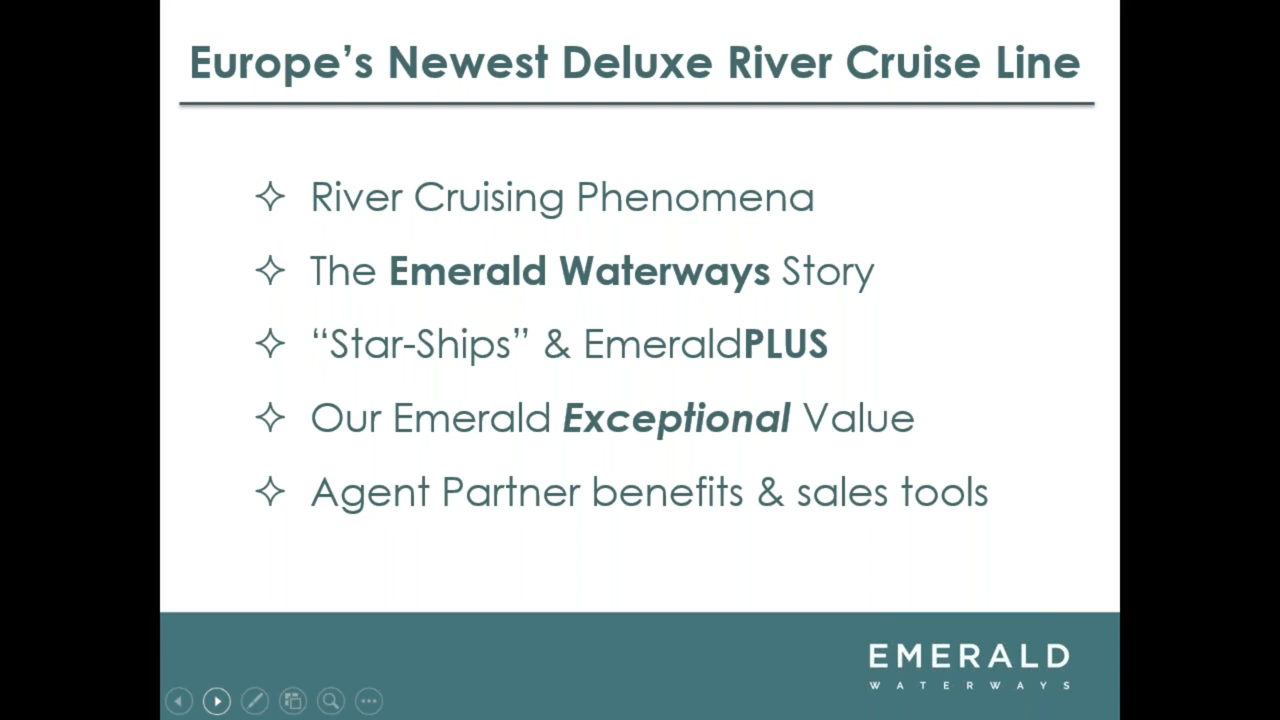 Europe’s Newest Deluxe River Cruise Line
River Cruising Phenomena
The Emerald Waterways Story
“Star-Ships” & EmeraldPLUS
Our Emerald Exceptional Value
Agent Partner benefits & sales tools
EMERALD
WATERWAYS